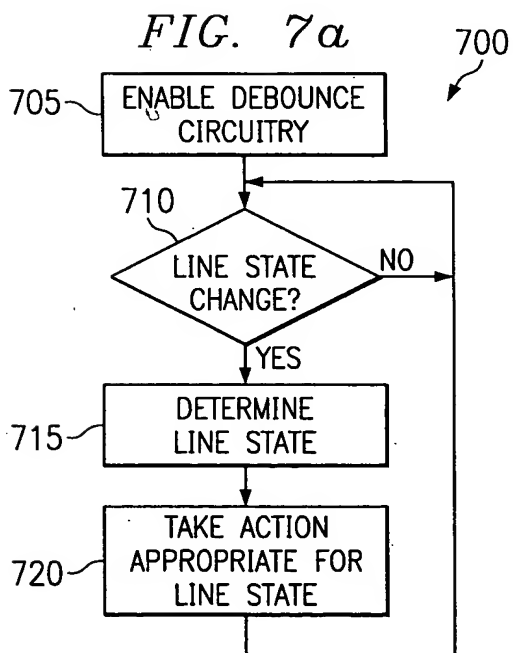 FIG. 7a
700
705
ENABLE DEBOUNCE
CIRCUITRY
710
LINE STATE
CHANGE?
NO
YES
715
DETERMINE
LINE STATE
720
TAKE ACTION
APPROPRIATE FOR
LINE STATE